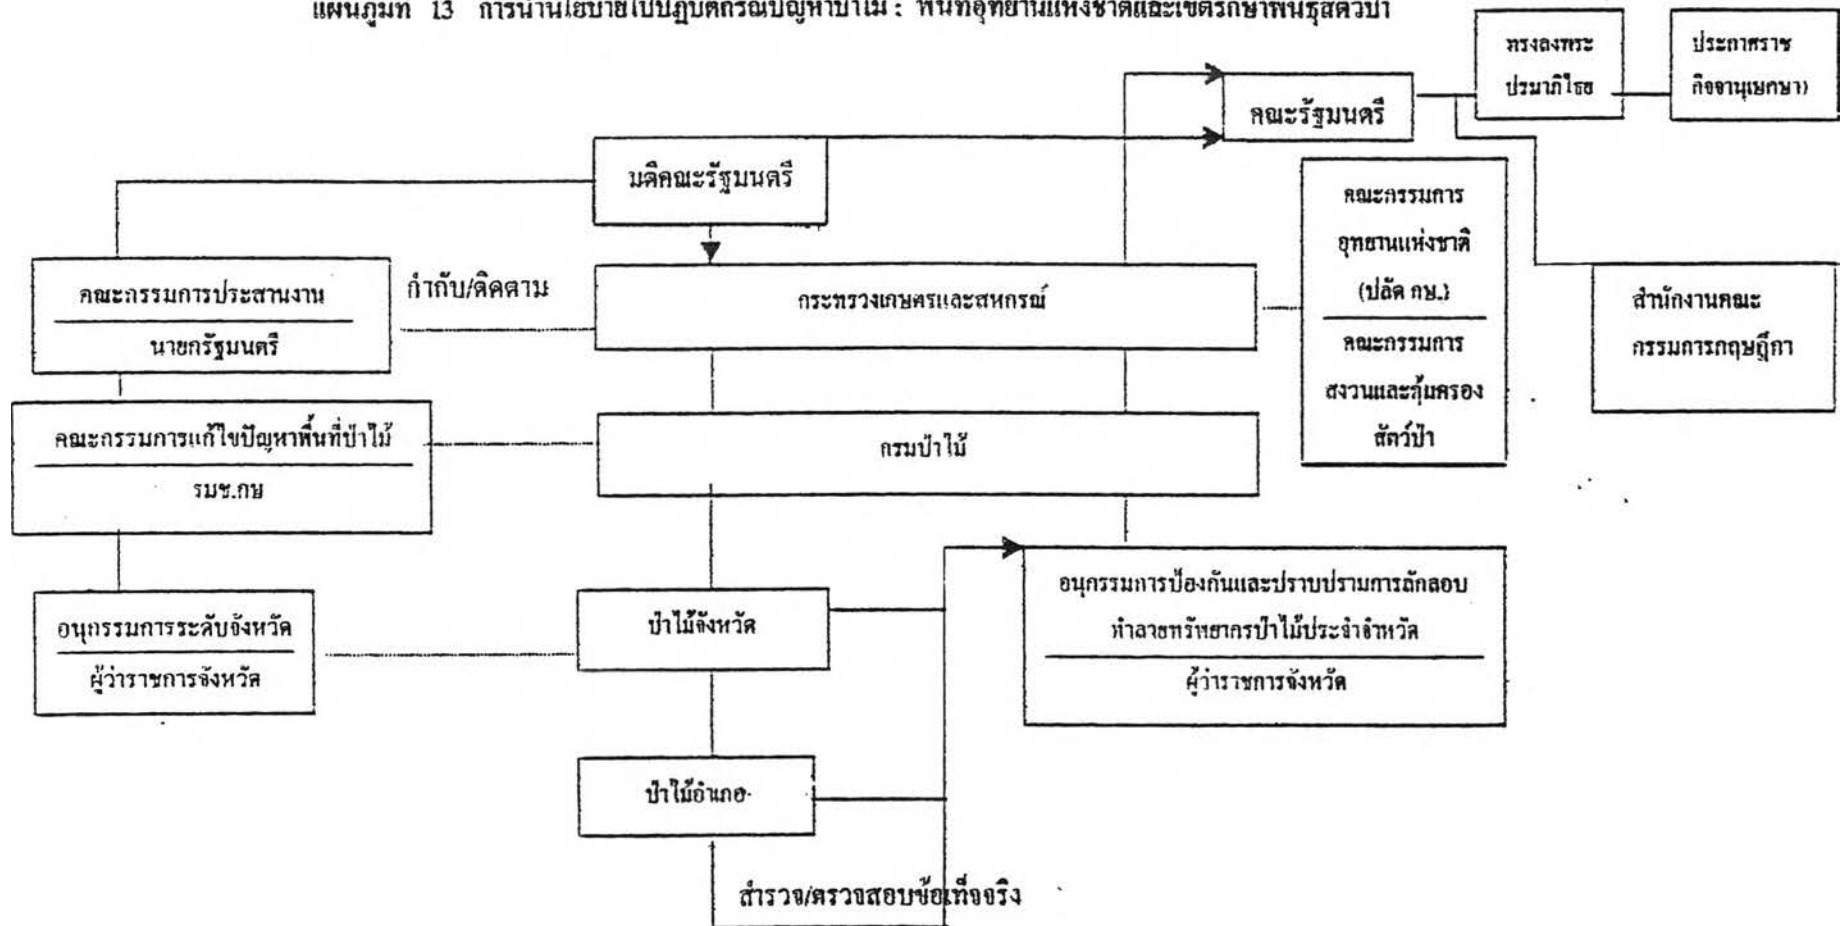 แผนภูมิที่ 13 การนำนโยบายไปปฏิบัติกรณีปัญหาป่าไม้ : พื้นที่อุทยานแห่งชาติและเขตรักษาพันธุ์สัตว์ป่า
ทรงลงพระ
ปรมาภิไธย
ประกาศราช
กิจจานุเบกษา)
คณะรัฐมนตรี
มติคณะรัฐมนตรี
คณะกรรมการ
อุทยานแห่งชาติ
(ปลัด กษ.)
คณะกรรมการ
สงวนและคุ้มครอง
สัตว์ป่า
คณะกรรมการประสานงาน
นายกรัฐมนตรี
กำกับ/ติดตาม
กระทรวงเกษตรและสหกรณ์
สำนักงานคณะ
กรรมการกฤษฎีกา
คณะกรรมการแก้ไขปัญหาพื้นที่ป่าไม้
รมช.กษ
กรมป่าไม้
อนุกรรมการระดับจังหวัด
ผู้ว่าราชการจังหวัด
ป่าไม้จังหวัด
อนุกรรมการป้องกันและปราบปรามการลักลอบ
ทำลายทรัพยากรป่าไม้ประจำจำหวัด
ผู้ว่าราชการจังหวัด
ป่าไม้อำเภอ
สำรวจ/ตรวจสอบข้อเท็จจริง